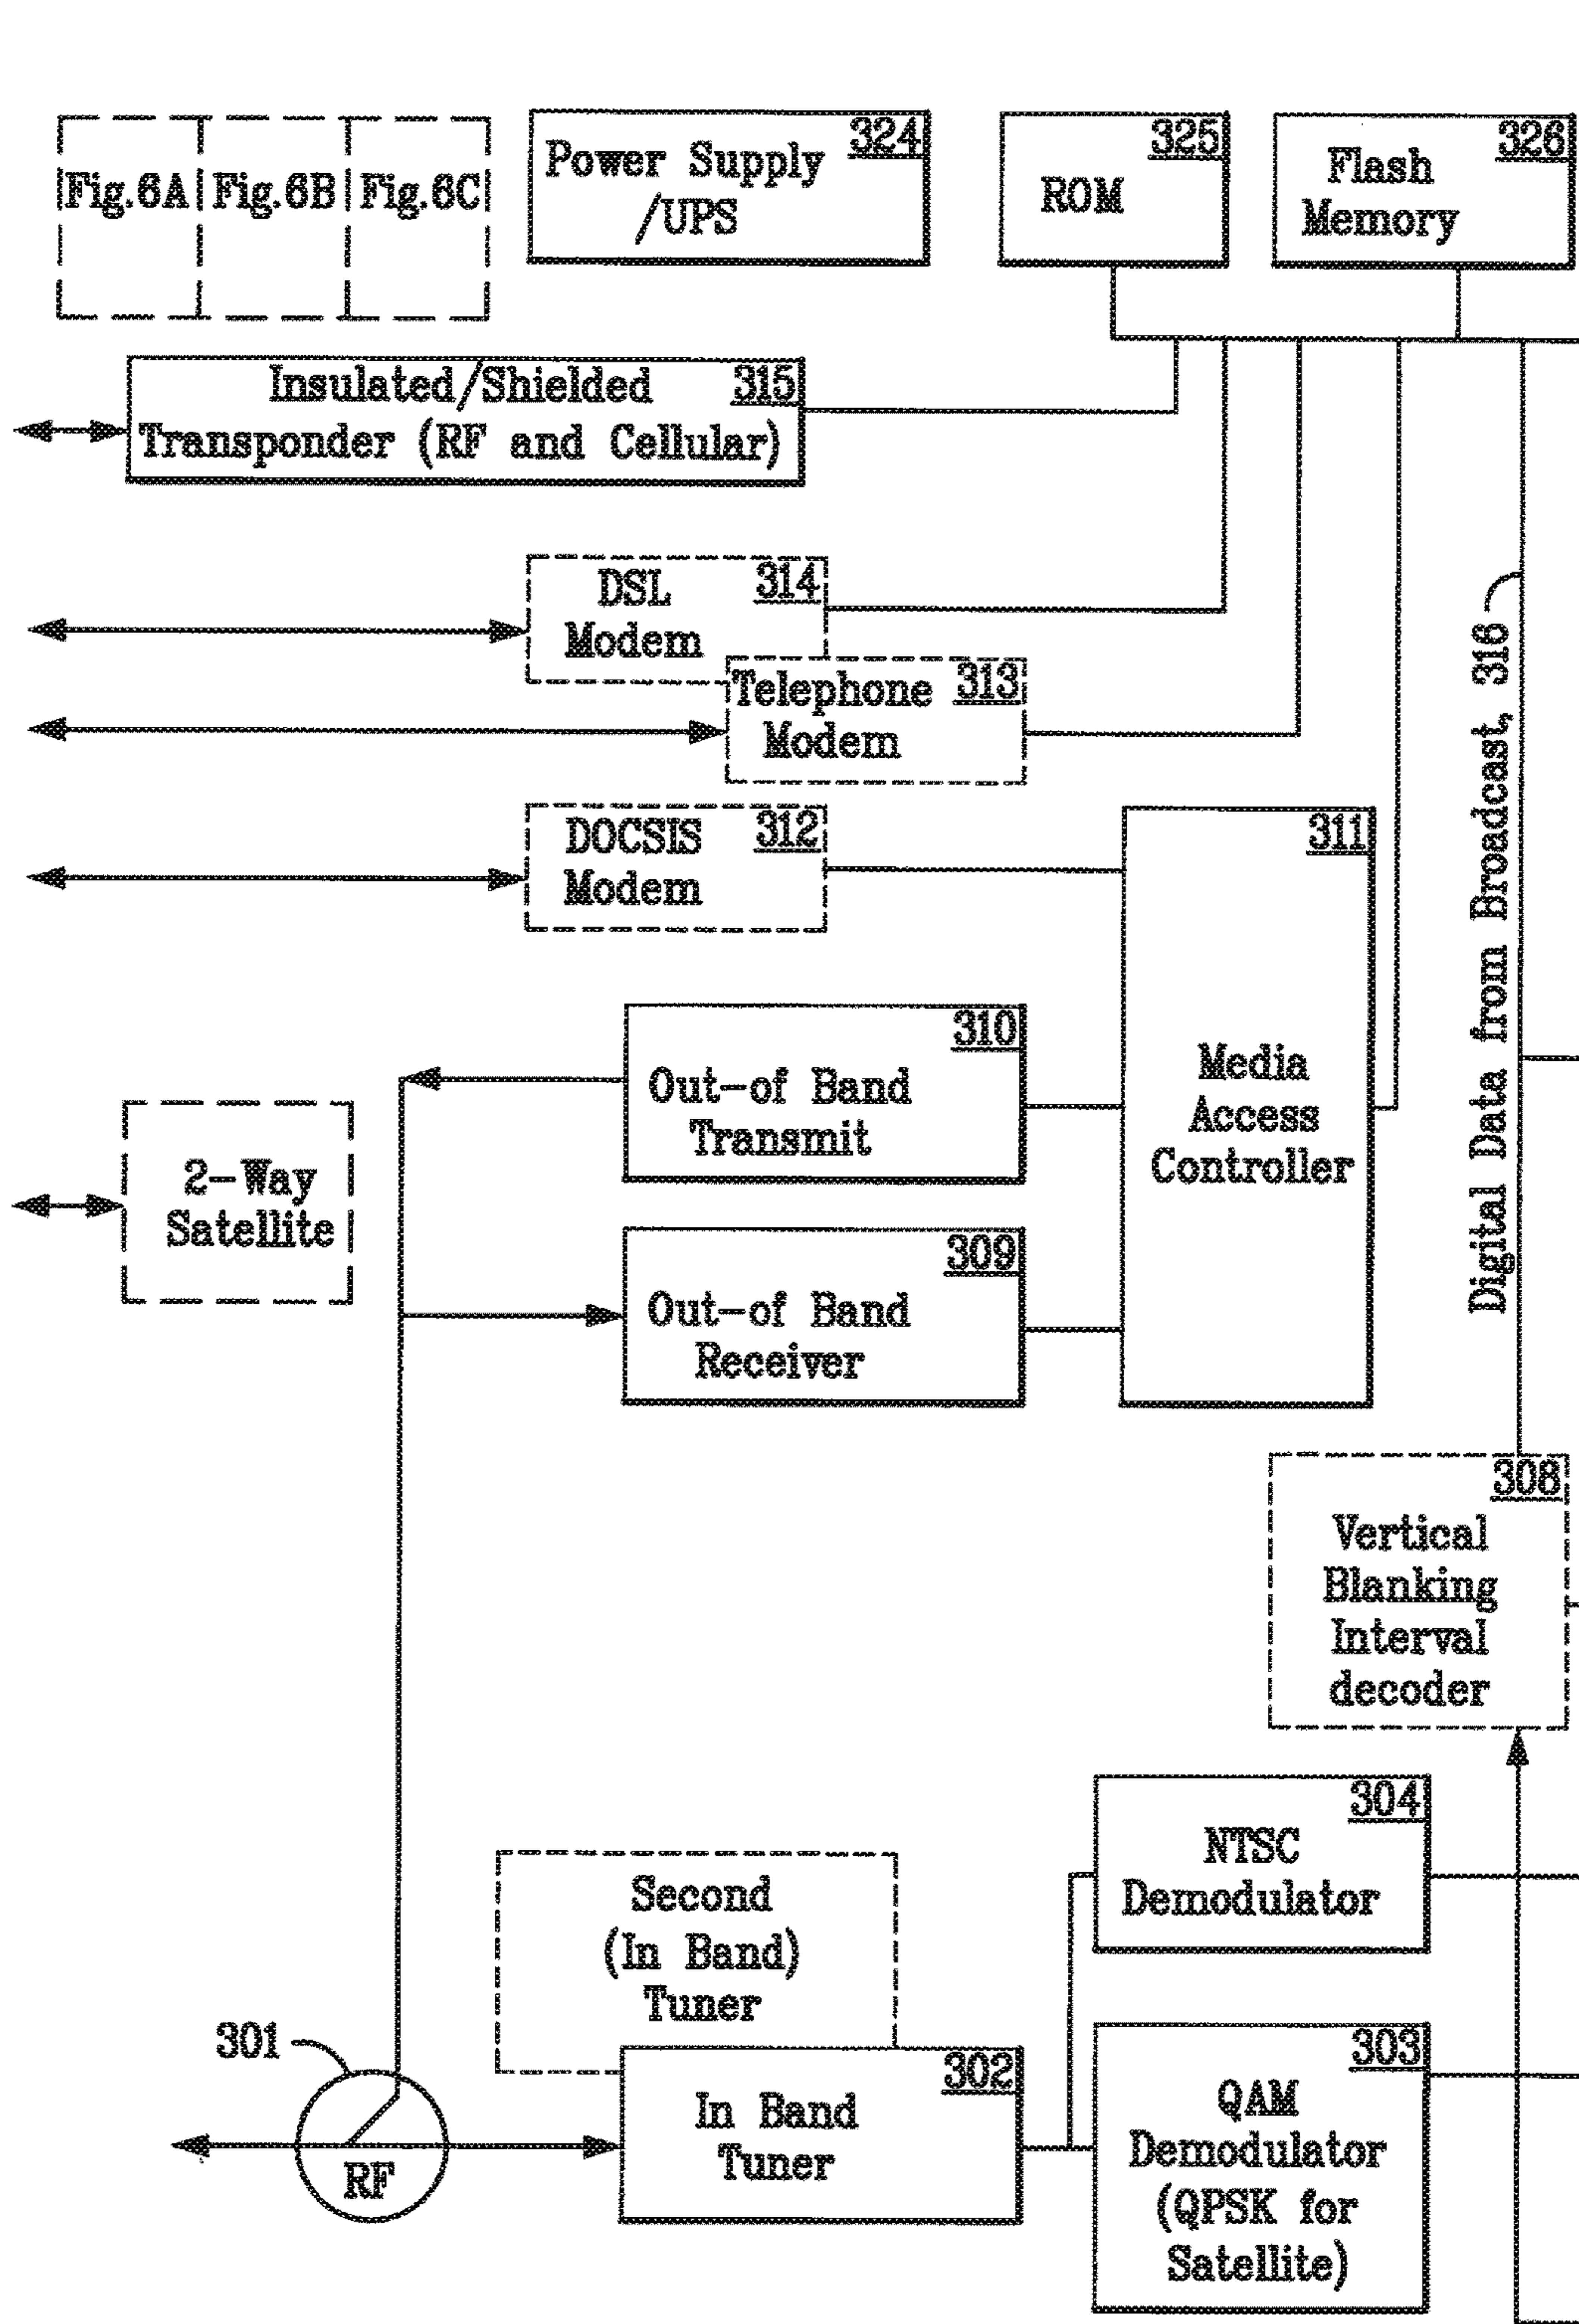 Fig.6A
Fig.6B
Fig.6C
324
Power Supply
/UPS
325
ROM
326
Flash
Memory
Insulated/Shielded
315
Transponder (RF and Cellular)
DSL
314
Modem
Telephone
313
Modem
DOCSIS
312
Modem
311
Media
Access
Controller
Digital Data from Broadcast, 316
310
Out-of Band
Transmit
2-Way
Satellite
309
Out-of Band
Receiver
308
Vertical
Blanking
Interval
decoder
304
NTSC
Demodulator
Second
(In Band)
Tuner
301
RF
302
In Band
Tuner
303
QAM
Demodulator
(QPSK for
Satellite)